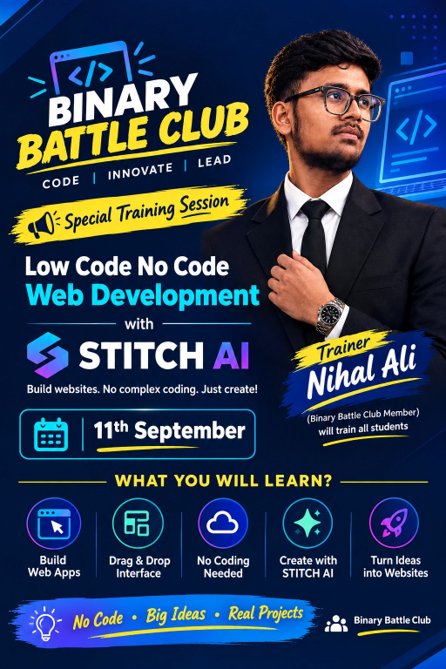 </>
BINARY
BATTLE CLUB
CODE | INNOVATE | LEAD
Special Training Session
Low Code No Code
Web Development
with
STITCH AI
Build websites. No complex coding. Just create!
11th September
</>
Trainer
Nihal Ali
(Binary Battle Club Member)
will train all students
WHAT YOU WILL LEARN?
Build
Web Apps
Drag & Drop
Interface
No Coding
Needed
Create with
STITCH AI
Turn Ideas
into Websites
No Code • Big Ideas • Real Projects
Binary Battle Club